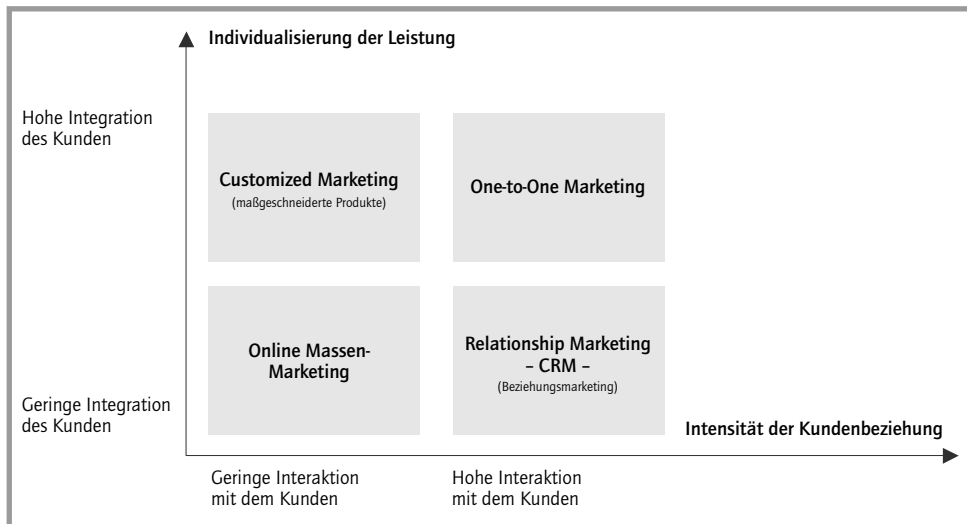 Individualisierung der Leistung
Hohe Integration
des Kunden
Customized Marketing
(maßgeschneiderte Produkte)
One-to-One Marketing
Online Massen-
Marketing
Relationship Marketing
– CRM –
(Beziehungsmarketing)
Geringe Integration
des Kunden
Intensität der Kundenbeziehung
Geringe Interaktion
mit dem Kunden
Hohe Interaktion
mit dem Kunden